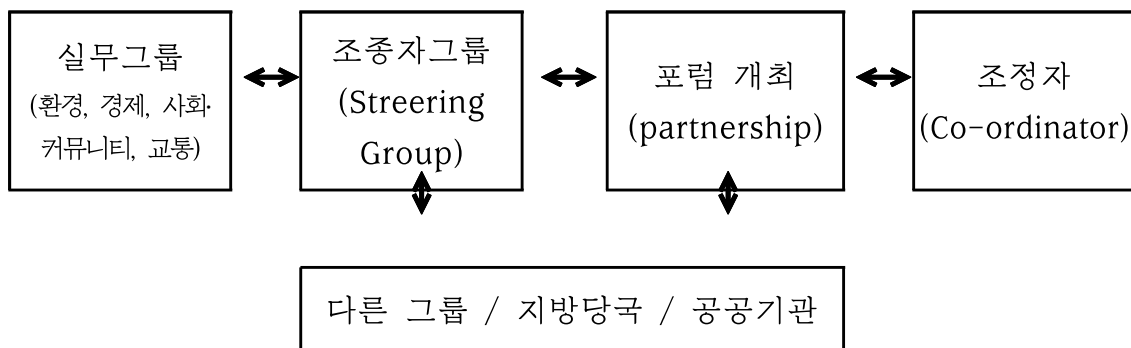 실무그룹
(환경, 경제, 사회·
커뮤니티, 교통)
조종자그룹
(Streering
Group)
포럼 개최
(partnership)
조정자
(Co-ordinator)
다른 그룹 / 지방당국 / 공공기관